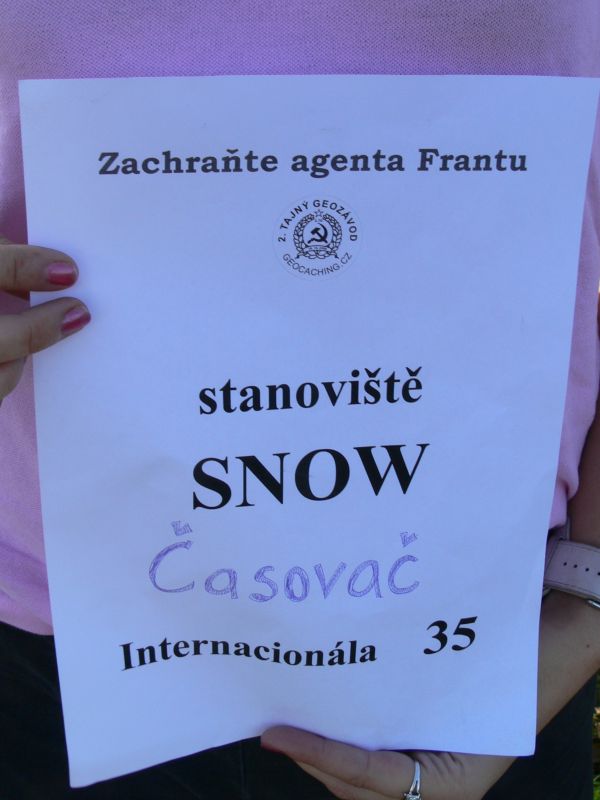 Zachraňte agenta Frantu
2. TAJNÝ GEOZÁVOD
GEOCACHING.CZ
stanoviště
SNOW
Časovač
Internacionála 35